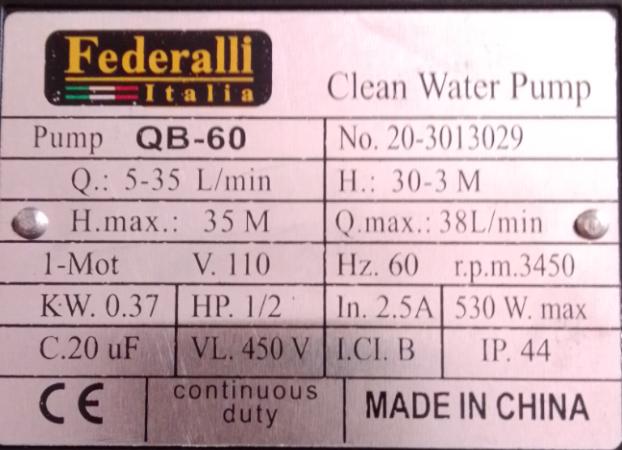 Federalli
Italia
Clean Water Pump
Pump QB-60 No. 20-3013029
Q.: 5-35 L/min H.: 30-3 M
H.max.: 35 M Q.max.: 38L/min
1-Mot V. 110 Hz. 60 r.p.m.3450
KW. 0.37 HP. 1/2 In. 2.5A 530 W. max
C.20 uF VL. 450 V I.CI. B IP. 44
CE continuous duty MADE IN CHINA